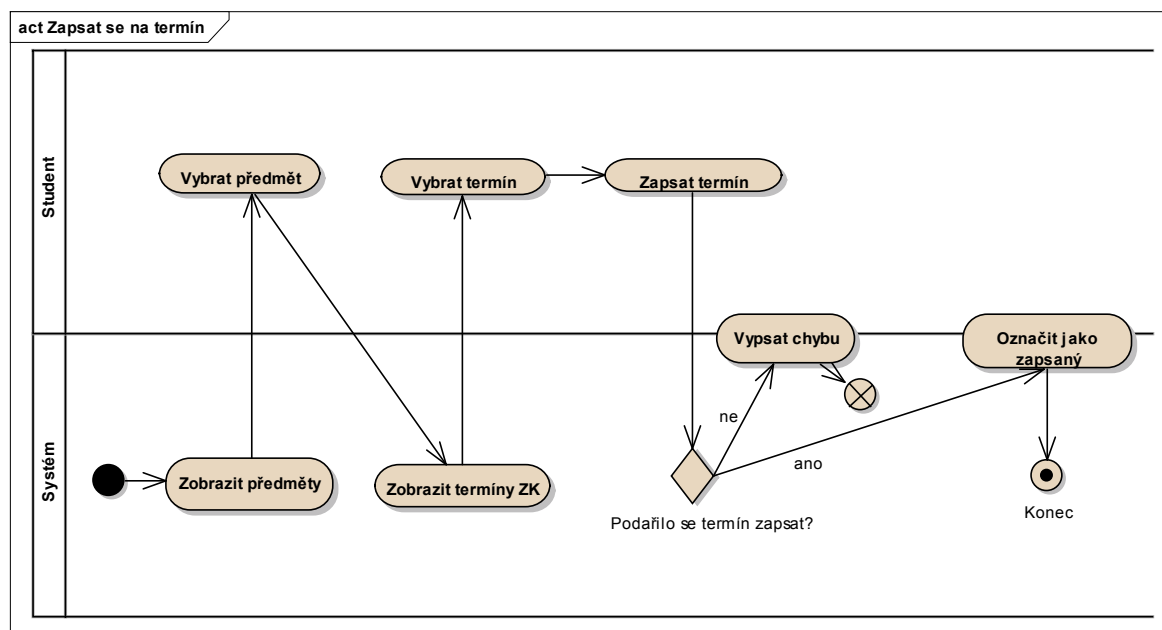 act Zapsat se na termín
Student
Vybrat předmět
Vybrat termín
Zapsat termín
Systém
Vypsat chybu
Označit jako
zapsaný
ne
ano
Zobrazit předměty
Zobrazit termíny ZK
Podařilo se termín zapsat?
Konec